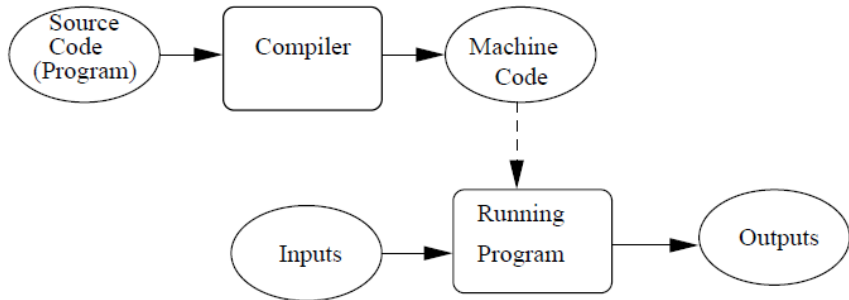 Source
Code
(Program)
Compiler
Machine
Code
Running
Program
Inputs
Outputs